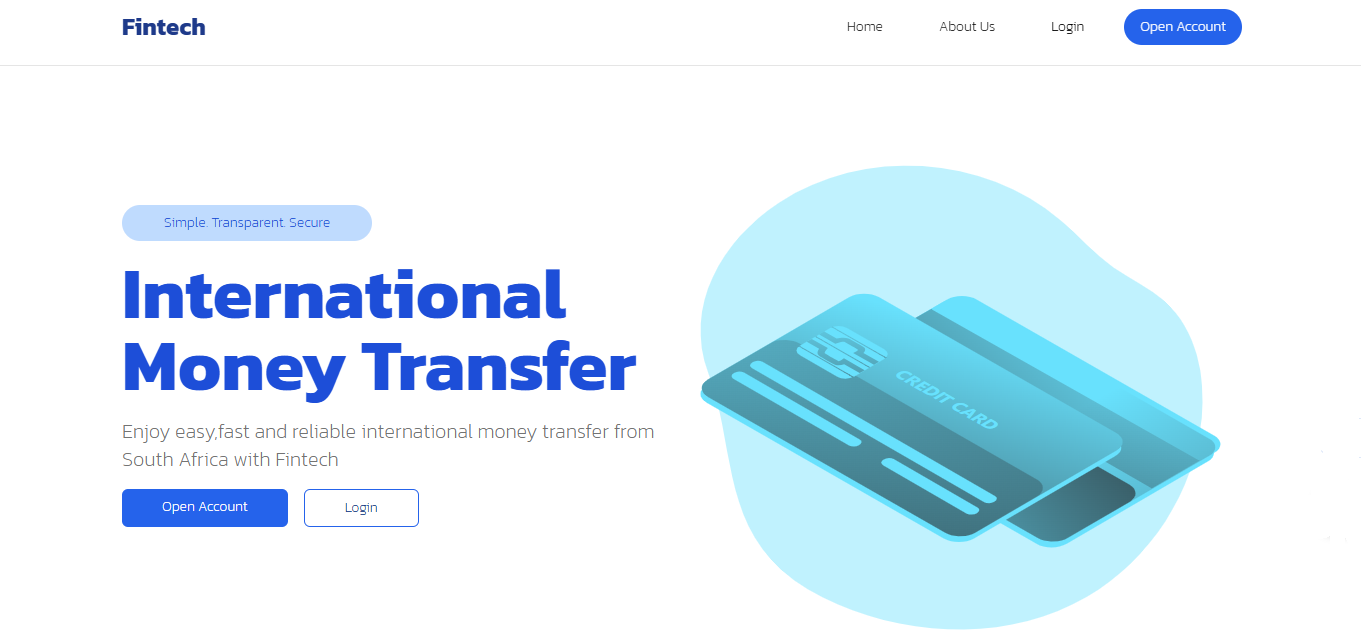 Fintech
Home
About Us
Login
Open Account
Simple. Transparent. Secure
International
Money Transfer
Enjoy easy,fast and reliable international money transfer from
South Africa with Fintech
Open Account
Login
CREDIT CARD